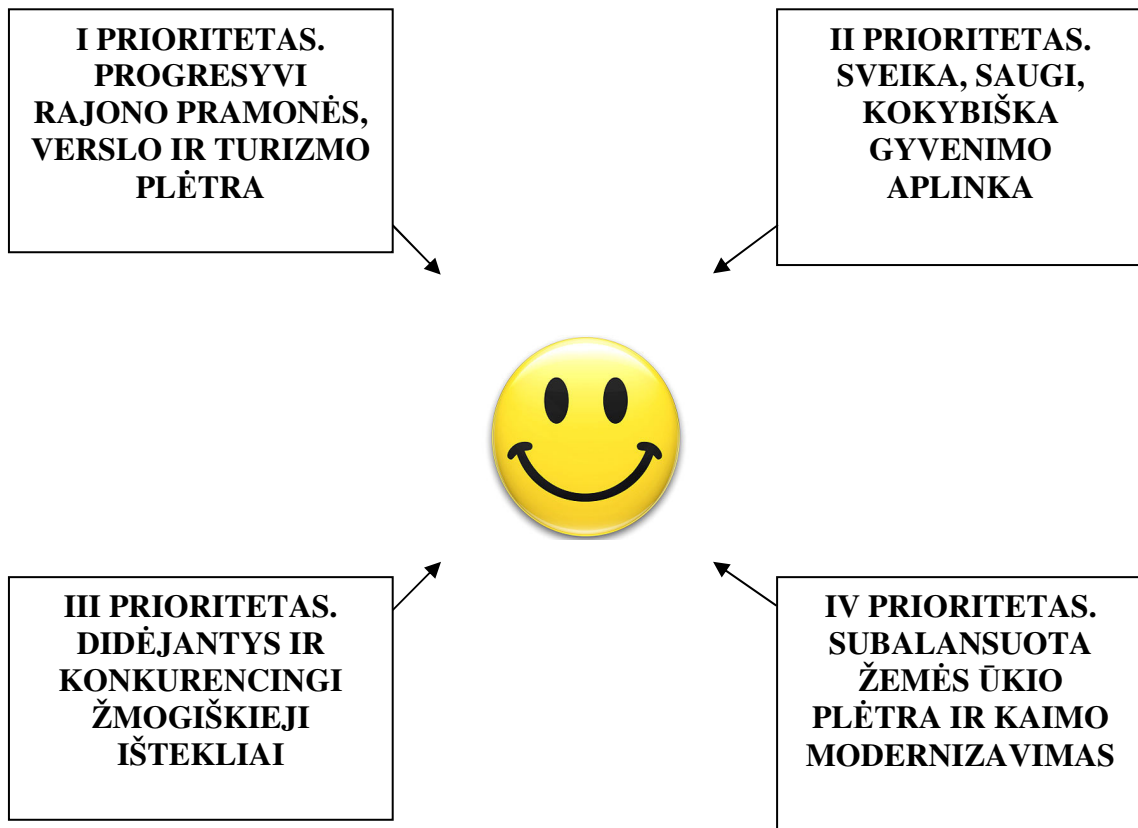 I PRIORITETAS.
PROGRESYVI
RAJONO PRAMONĖS,
VERSLO IR TURIZMO
PLĖTRA
II PRIORITETAS.
SVEIKA, SAUGI,
KOKYBIŠKA
GYVENIMO
APLINKA
III PRIORITETAS.
DIDĖJANTYS IR
KONKURENCINGI
ŽMOGIŠKIEJI
IŠTEKLIAI
IV PRIORITETAS.
SUBALANSUOTA
ŽEMĖS ŪKIO
PLĖTRA IR KAIMO
MODERNIZAVIMAS